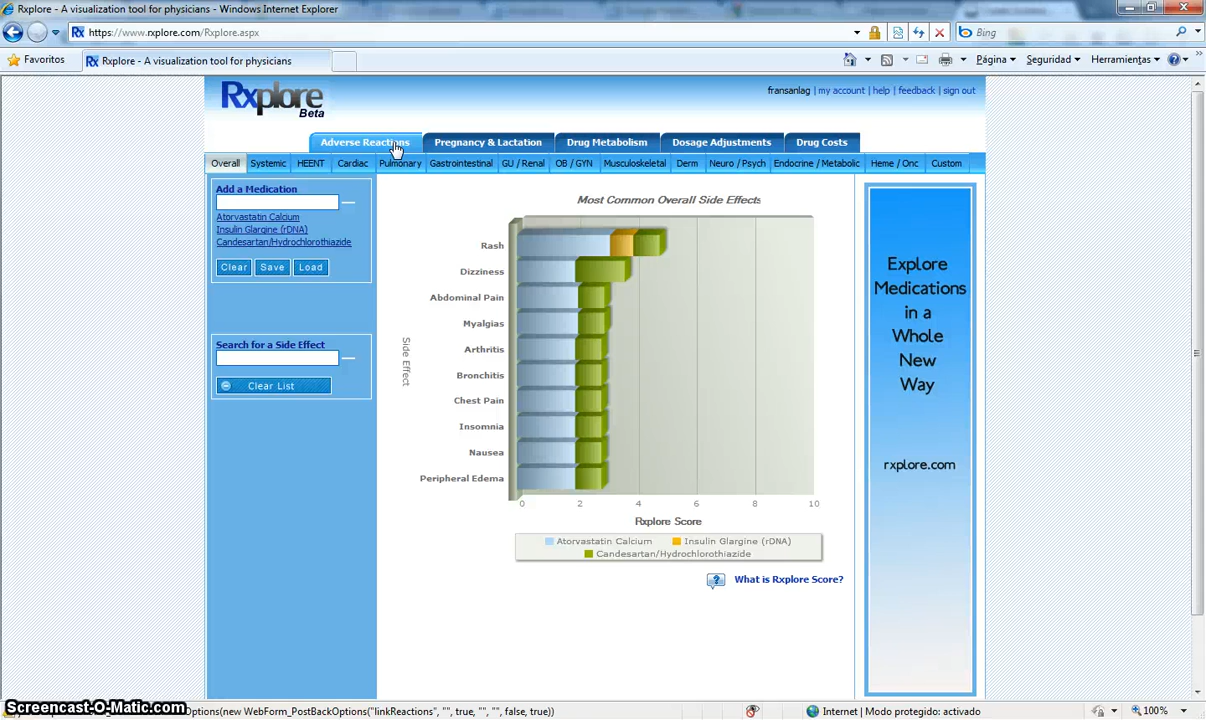 Rxplore - A visualization tool for physicians - Windows Internet Explorer
https://www.rxplore.com/Rxplore.aspx
Bing
Favoritos
Rxplore - A visualization tool for physicians
Página
Seguridad
Herramientas
Rxplore
Beta
fransanlag | my account | help | feedback | sign out
Adverse Reactions
Pregnancy & Lactation
Drug Metabolism
Dosage Adjustments
Drug Costs
Overall
Systemic
HEENT
Cardiac
Pulmonary
Gastrointestinal
GU / Renal
OB / GYN
Musculoskeletal
Derm
Neuro / Psych
Endocrine / Metabolic
Heme / Onc
Custom
Add a Medication
Atorvastatin Calcium
Insulin Glargine (rDNA)
Candesartan/Hydrochlorothiazide
Clear
Save
Load
Search for a Side Effect
Clear List
Most Common Overall Side Effects
Side Effect
Rash
Dizziness
Abdominal Pain
Myalgias
Arthritis
Bronchitis
Chest Pain
Insomnia
Nausea
Peripheral Edema
0 2 4 6 8 10
Rxplore Score
Atorvastatin Calcium
Insulin Glargine (rDNA)
Candesartan/Hydrochlorothiazide
What is Rxplore Score?
Explore
Medications
in a
Whole
New
Way
rxplore.com
Screencast-O-Matic.com
Options(new WebForm_PostBackOptions("linkReactions", "", true, "", "", false, true))
Internet | Modo protegido: activado
100%